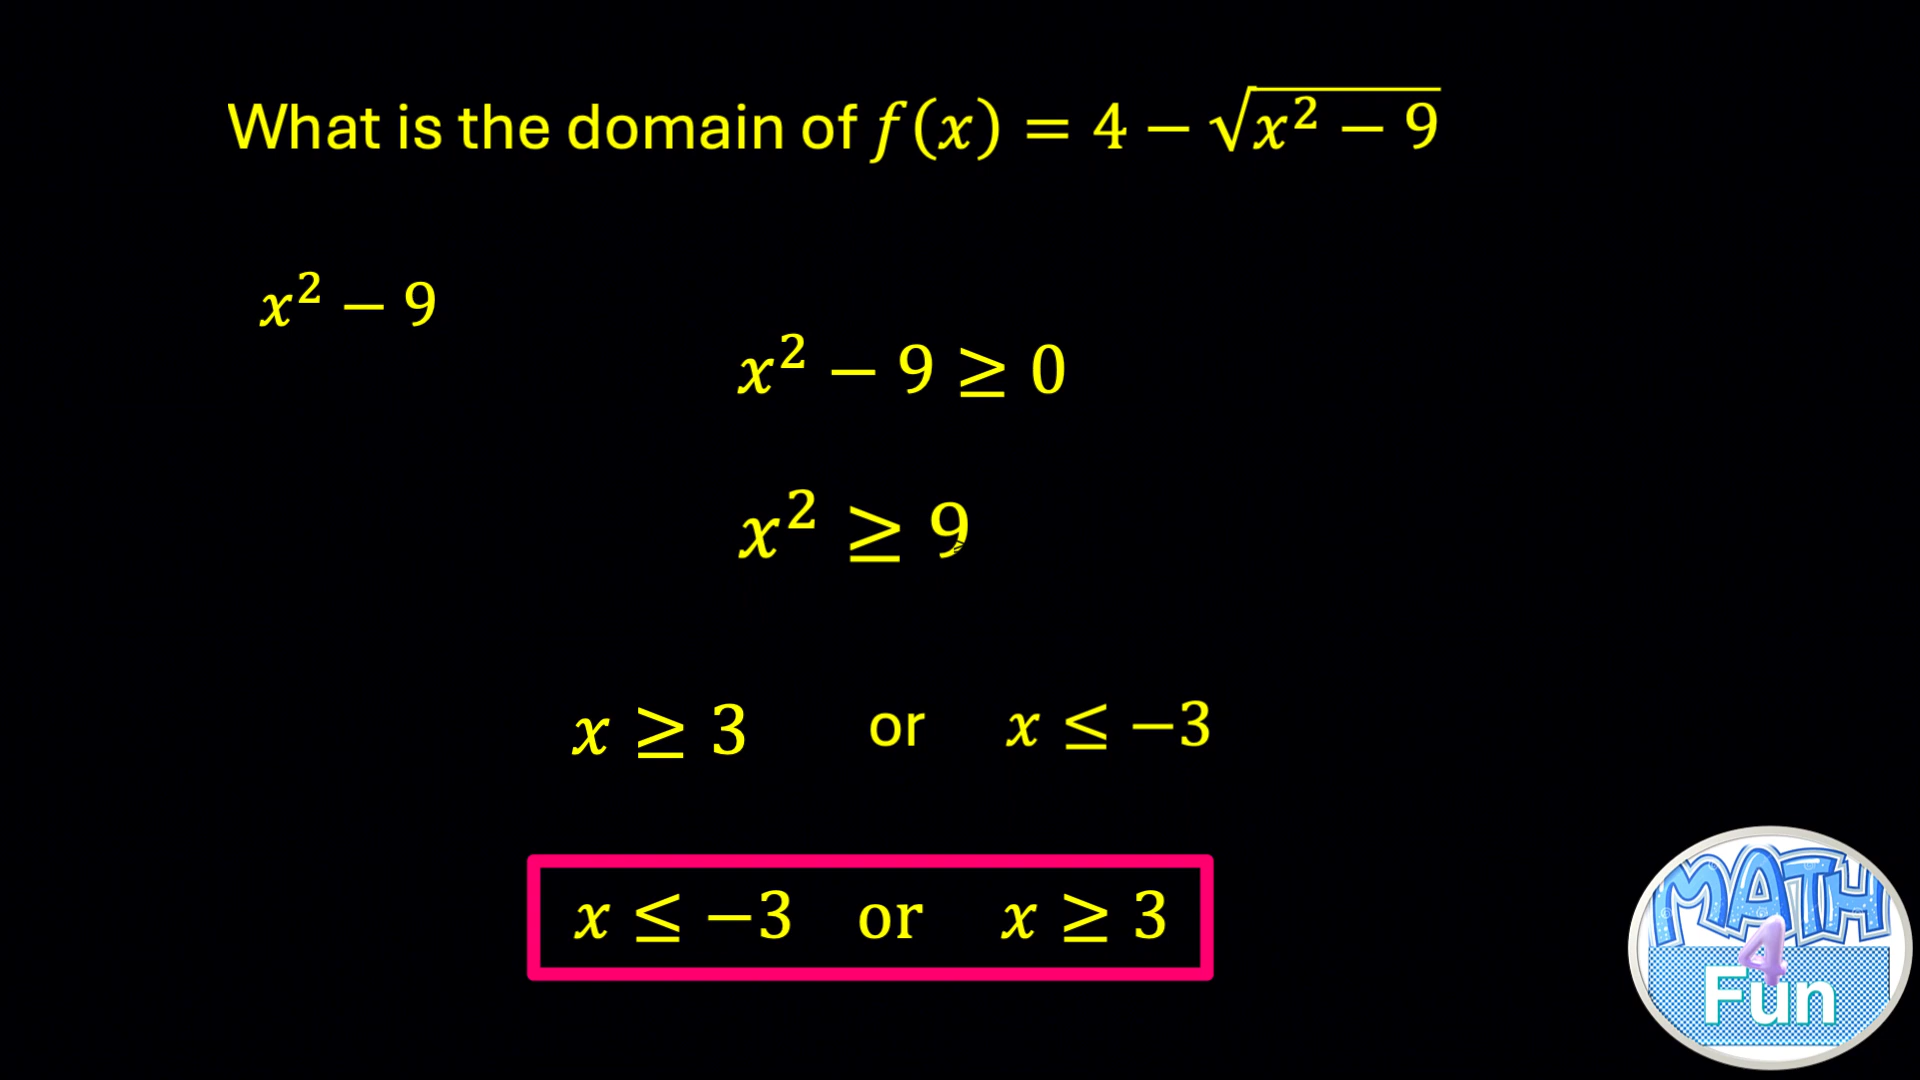 What is the domain of f(x) = 4 − √x² − 9
x² − 9
x² − 9 ≥ 0
x² ≥ 9
x ≥ 3 or x ≤ −3
x ≤ −3 or x ≥ 3
MATH
4
Fun